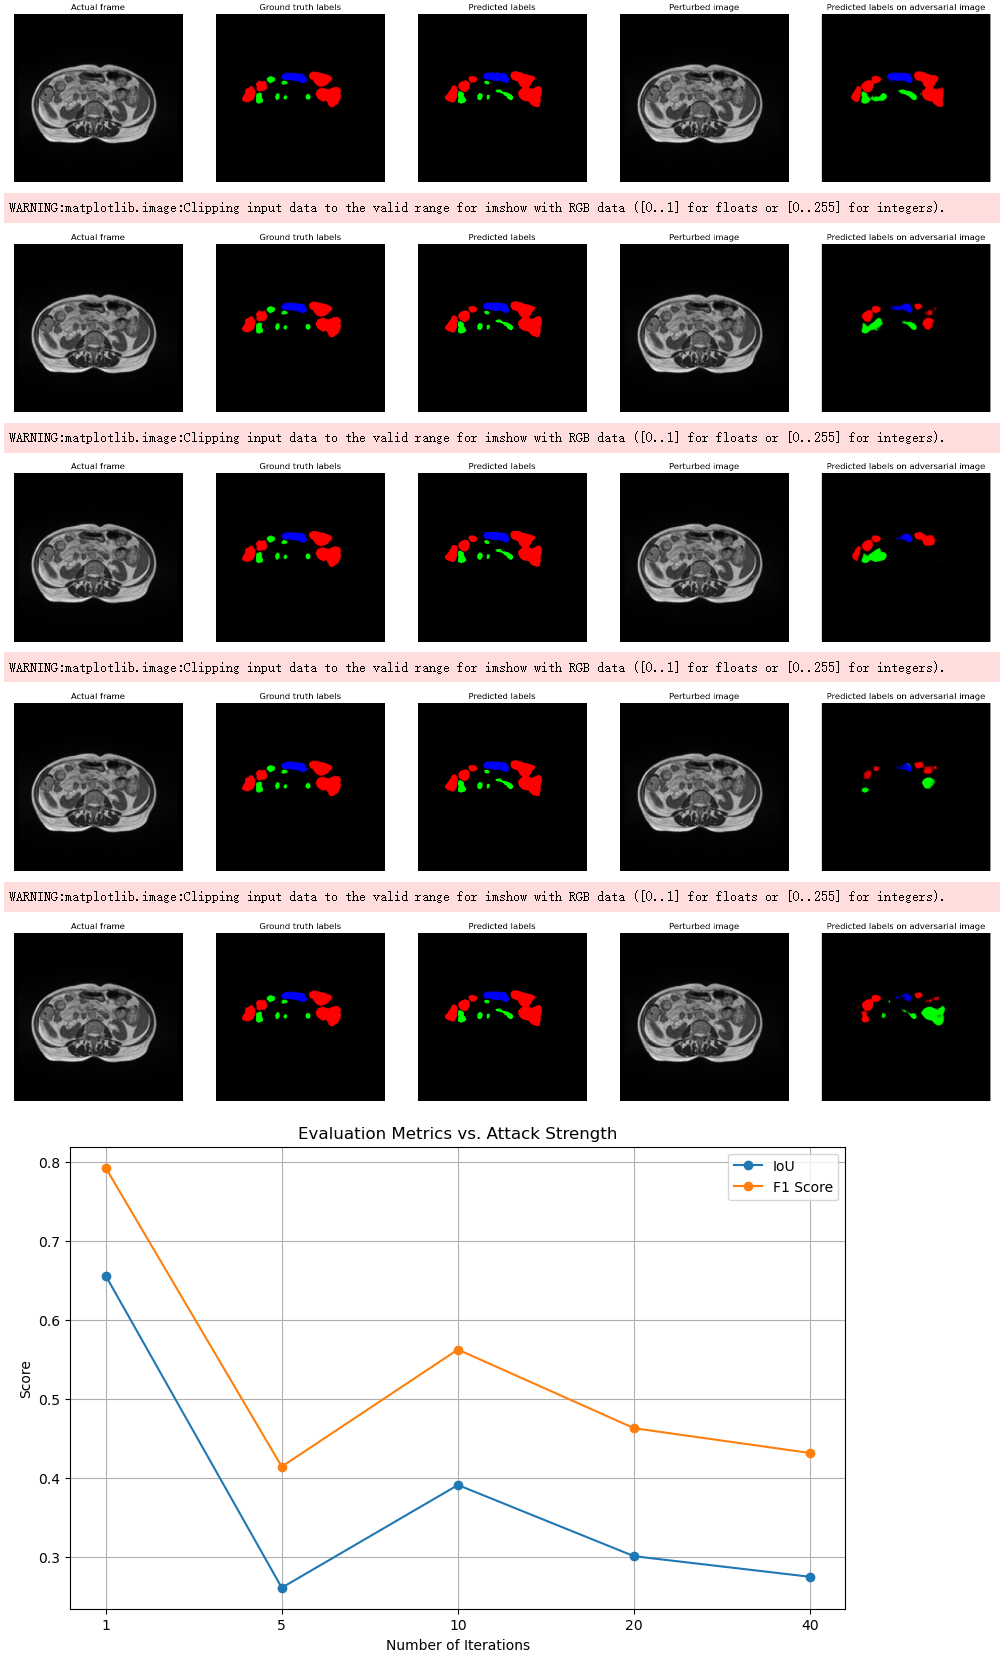 Actual frame Ground truth labels Predicted labels Perturbed image Predicted labels on adversarial image
WARNING:matplotlib.image:Clipping input data to the valid range for imshow with RGB data ([0..1] for floats or [0..255] for integers).
Actual frame Ground truth labels Predicted labels Perturbed image Predicted labels on adversarial image
WARNING:matplotlib.image:Clipping input data to the valid range for imshow with RGB data ([0..1] for floats or [0..255] for integers).
Actual frame Ground truth labels Predicted labels Perturbed image Predicted labels on adversarial image
WARNING:matplotlib.image:Clipping input data to the valid range for imshow with RGB data ([0..1] for floats or [0..255] for integers).
Actual frame Ground truth labels Predicted labels Perturbed image Predicted labels on adversarial image
WARNING:matplotlib.image:Clipping input data to the valid range for imshow with RGB data ([0..1] for floats or [0..255] for integers).
Actual frame Ground truth labels Predicted labels Perturbed image Predicted labels on adversarial image
Evaluation Metrics vs. Attack Strength
IoU
F1 Score
Score
0.8
0.7
0.6
0.5
0.4
0.3
1 5 10 20 40
Number of Iterations